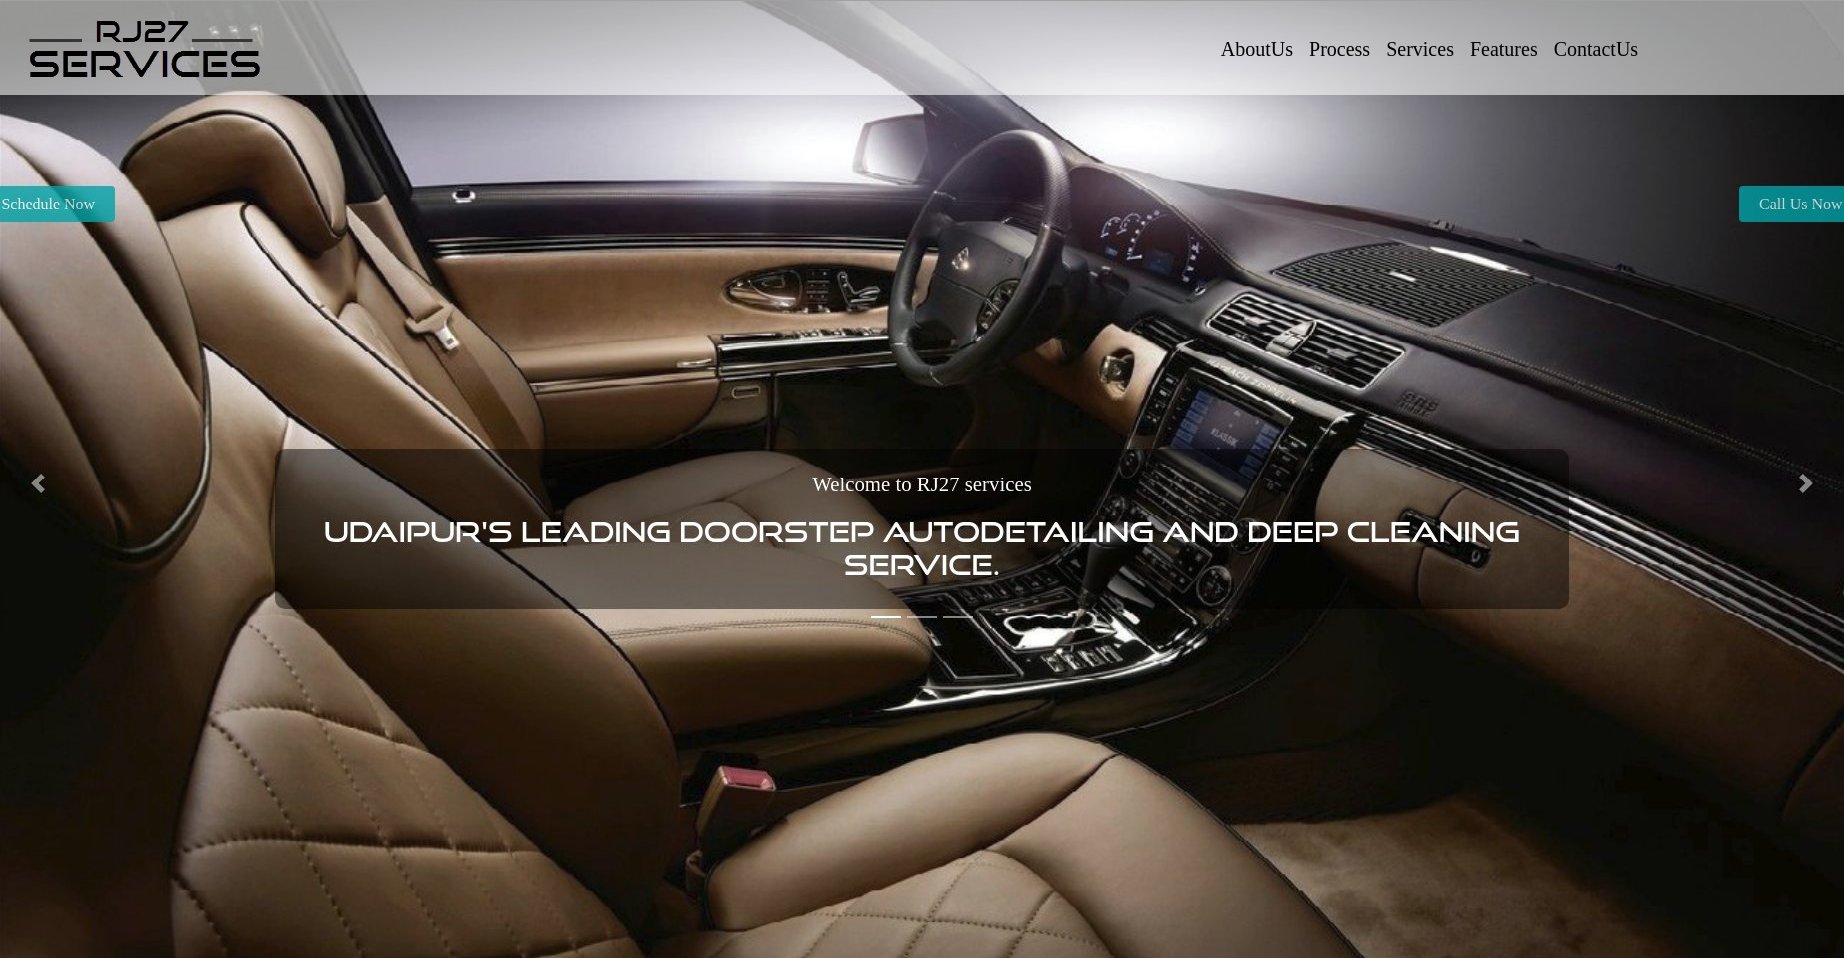 RJ27
SERVICES
AboutUs Process Services Features ContactUs
Schedule Now
Call Us Now
KLASSIK
Welcome to RJ27 services
UDAIPUR'S LEADING DOORSTEP AUTODETAILING AND DEEP CLEANING
SERVICE.